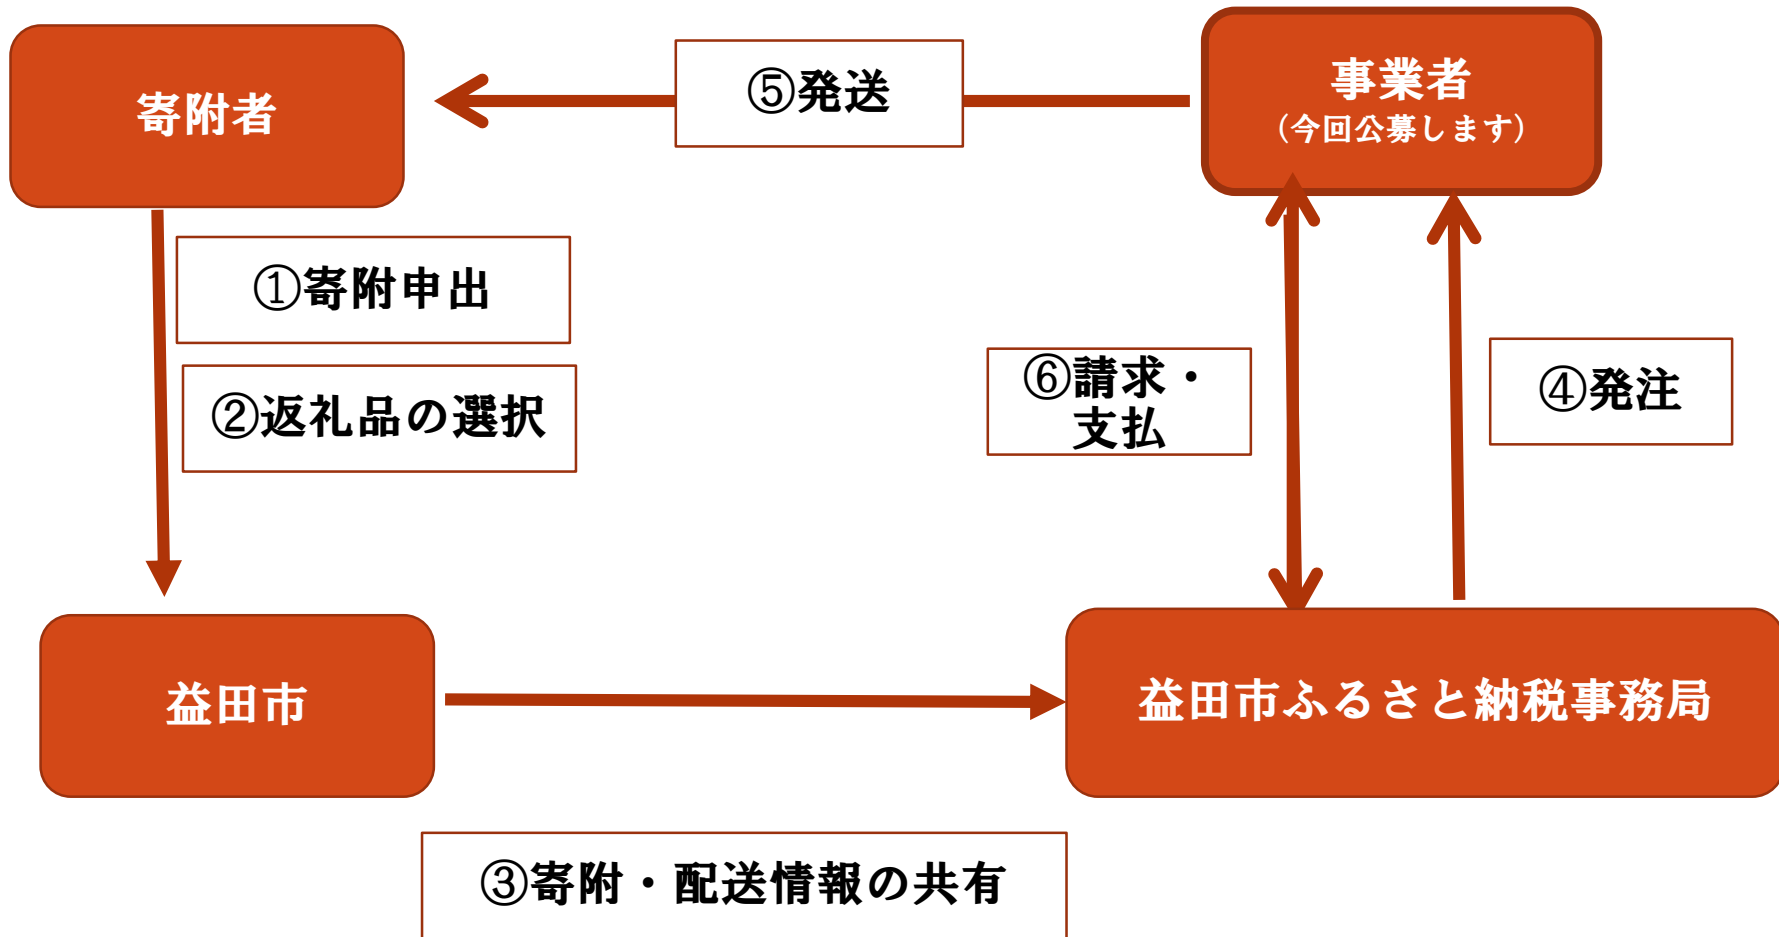 寄附者
⑤発送
事業者
（今回公募します）
①寄附申出
②返礼品の選択
⑥請求・
支払
④発注
益田市
益田市ふるさと納税事務局
③寄附・配送情報の共有